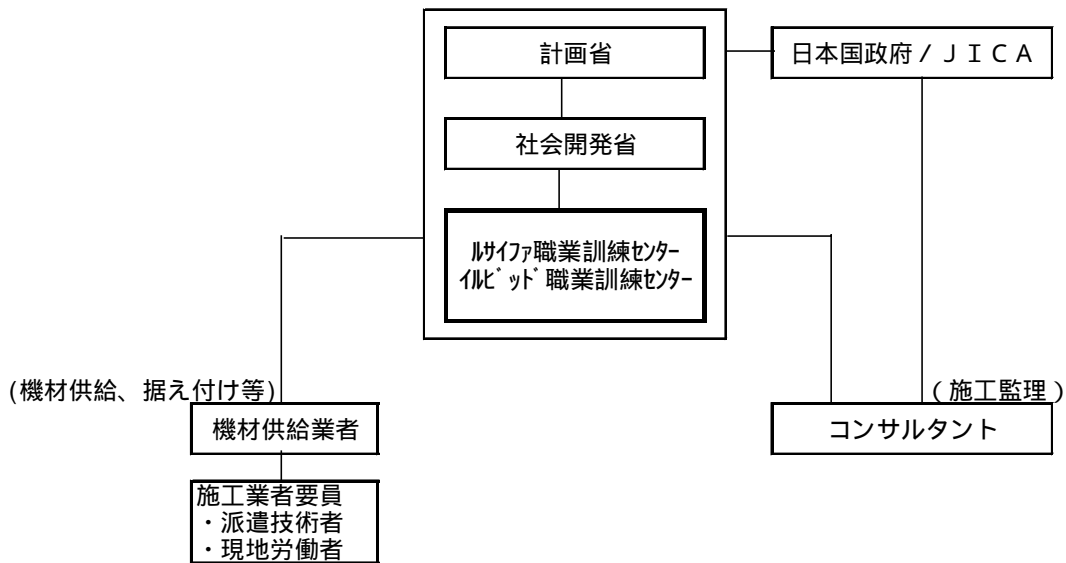 計画省
日本国政府/JICA
社会開発省
ﾙｻｲﾌｧ職業訓練ｾﾝﾀｰ
ｲﾙﾋﾞｯﾄﾞ職業訓練ｾﾝﾀｰ
(機材供給、据え付け等)
(施工監理)
機材供給業者
コンサルタント
施工業者要員
・派遣技術者
・現地労働者